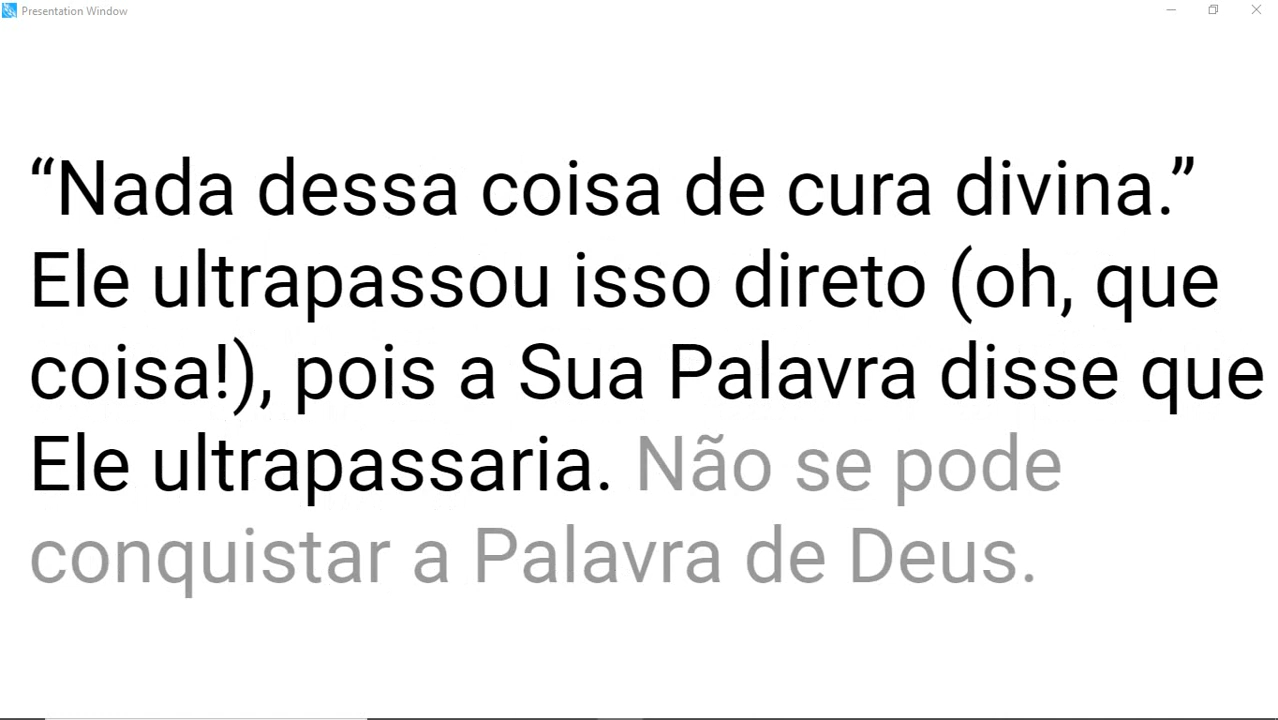 Presentation Window
“Nada dessa coisa de cura divina.”
Ele ultrapassou isso direto (oh, que
coisa!), pois a Sua Palavra disse que
Ele ultrapassaria. Não se pode
conquistar a Palavra de Deus.